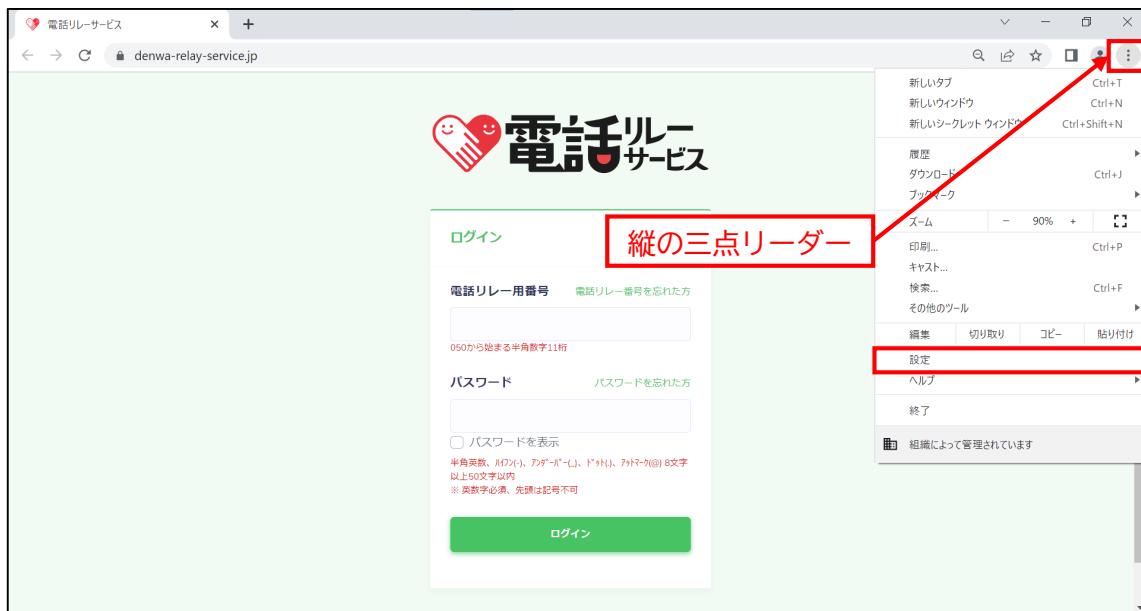 電話リレーサービス
denwa-relay-service.jp
新しいタブ Ctrl+T
新しいウィンドウ Ctrl+N
新しいシークレット ウィンドウ Ctrl+Shift+N
履歴
ダウンロード Ctrl+J
ブックマーク
ズーム － 90% +
印刷... Ctrl+P
キャスト...
検索... Ctrl+F
その他のツール
編集 切り取り コピー 貼り付け
設定
ヘルプ
終了
組織によって管理されています
縦の三点リーダー
電話リレー
サービス
ログイン
電話リレー用番号 電話リレー番号を忘れた方
050から始まる半角数字11桁
パスワード パスワードを忘れた方
パスワードを表示
半角英数、ﾊｲﾌﾝ(-)、ｱﾝﾀﾞｰﾊﾞｰ(_)、ﾄﾞｯﾄ(.)、ｱｯﾄﾏｰｸ(@) 8文字
以上50文字以内
※ 英数字必須、先頭は記号不可
ログイン